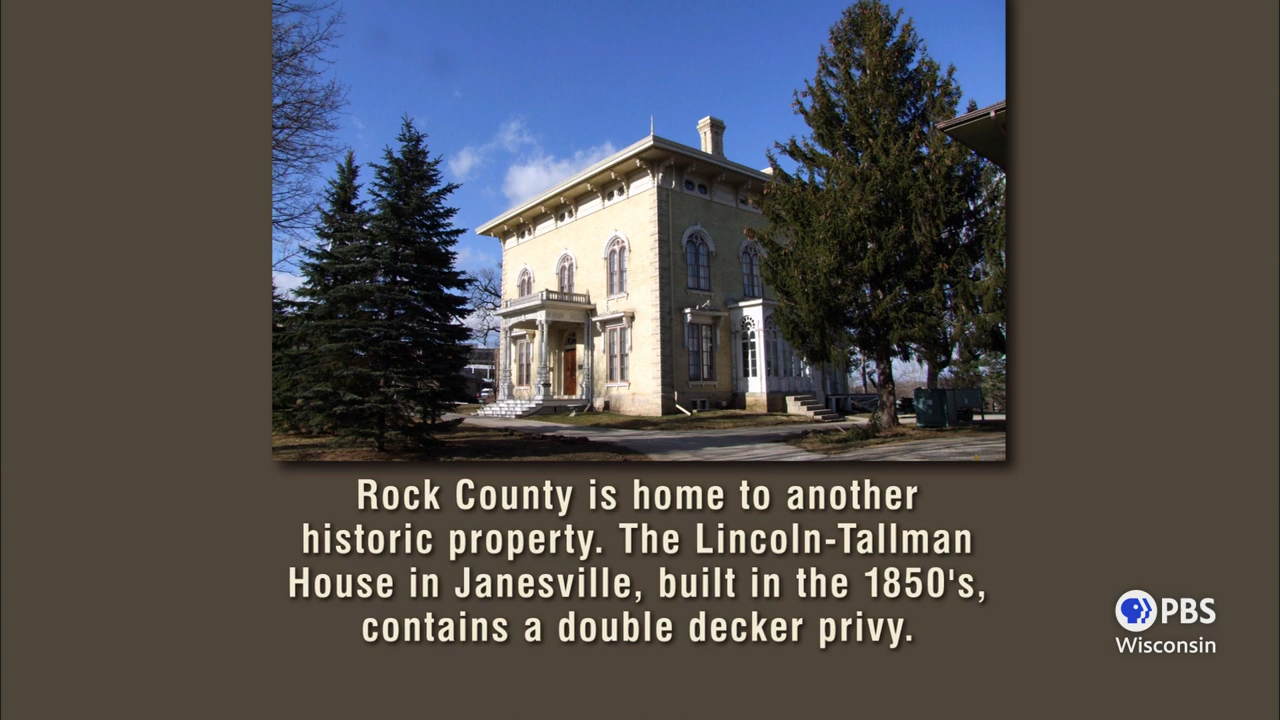 Rock County is home to another
historic property. The Lincoln-Tallman
House in Janesville, built in the 1850's,
contains a double decker privy.
PBS
Wisconsin